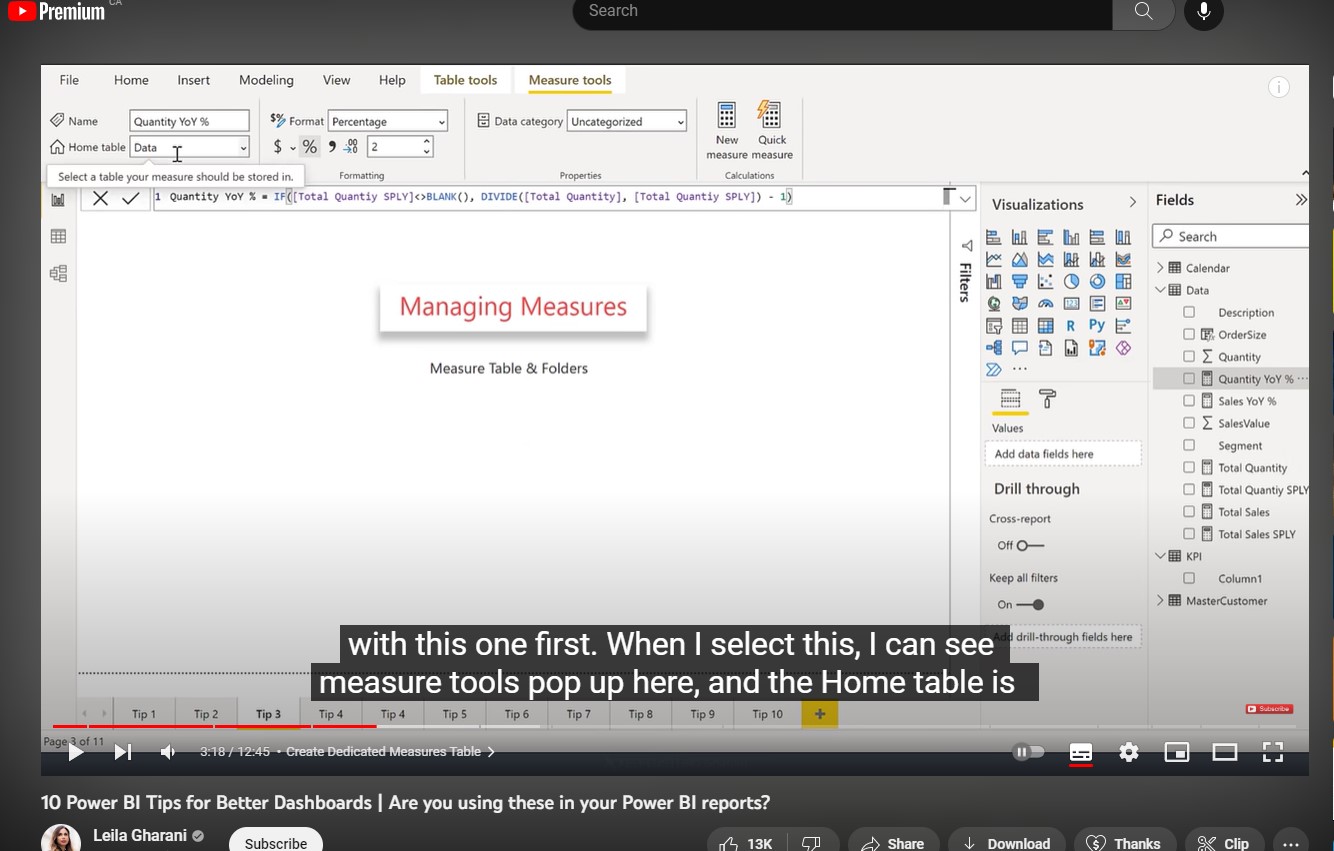 Premium CA
Search
File Home Insert Modeling View Help Table tools Measure tools
Name Quantity YoY % Format Percentage Data category Uncategorized
Home table Data $ % 2
New measure Quick measure
Select a table your measure should be stored in.
Formatting Properties Calculations
1 Quantity YoY % = IF([Total Quantiy SPLY]<>BLANK(), DIVIDE([Total Quantity], [Total Quantiy SPLY]) - 1)
Managing Measures
Measure Table & Folders
Filters
Visualizations
R Py
Values
Add data fields here
Drill through
Cross-report
Off
Keep all filters
On
Add drill-through fields here
Fields
Search
Calendar
Data
Description
OrderSize
Quantity
Quantity YoY % ...
Sales YoY %
SalesValue
Segment
Total Quantity
Total Quantiy SPLY
Total Sales
Total Sales SPLY
KPI
Column1
MasterCustomer
with this one first. When I select this, I can see
measure tools pop up here, and the Home table is
Subscribe
Tip 1 Tip 2 Tip 3 Tip 4 Tip 4 Tip 5 Tip 6 Tip 7 Tip 8 Tip 9 Tip 10 +
Page 3 of 11
3:18 / 12:45 • Create Dedicated Measures Table
10 Power BI Tips for Better Dashboards | Are you using these in your Power BI reports?
Leila Gharani
Subscribe
13K Share Download Thanks Clip ...